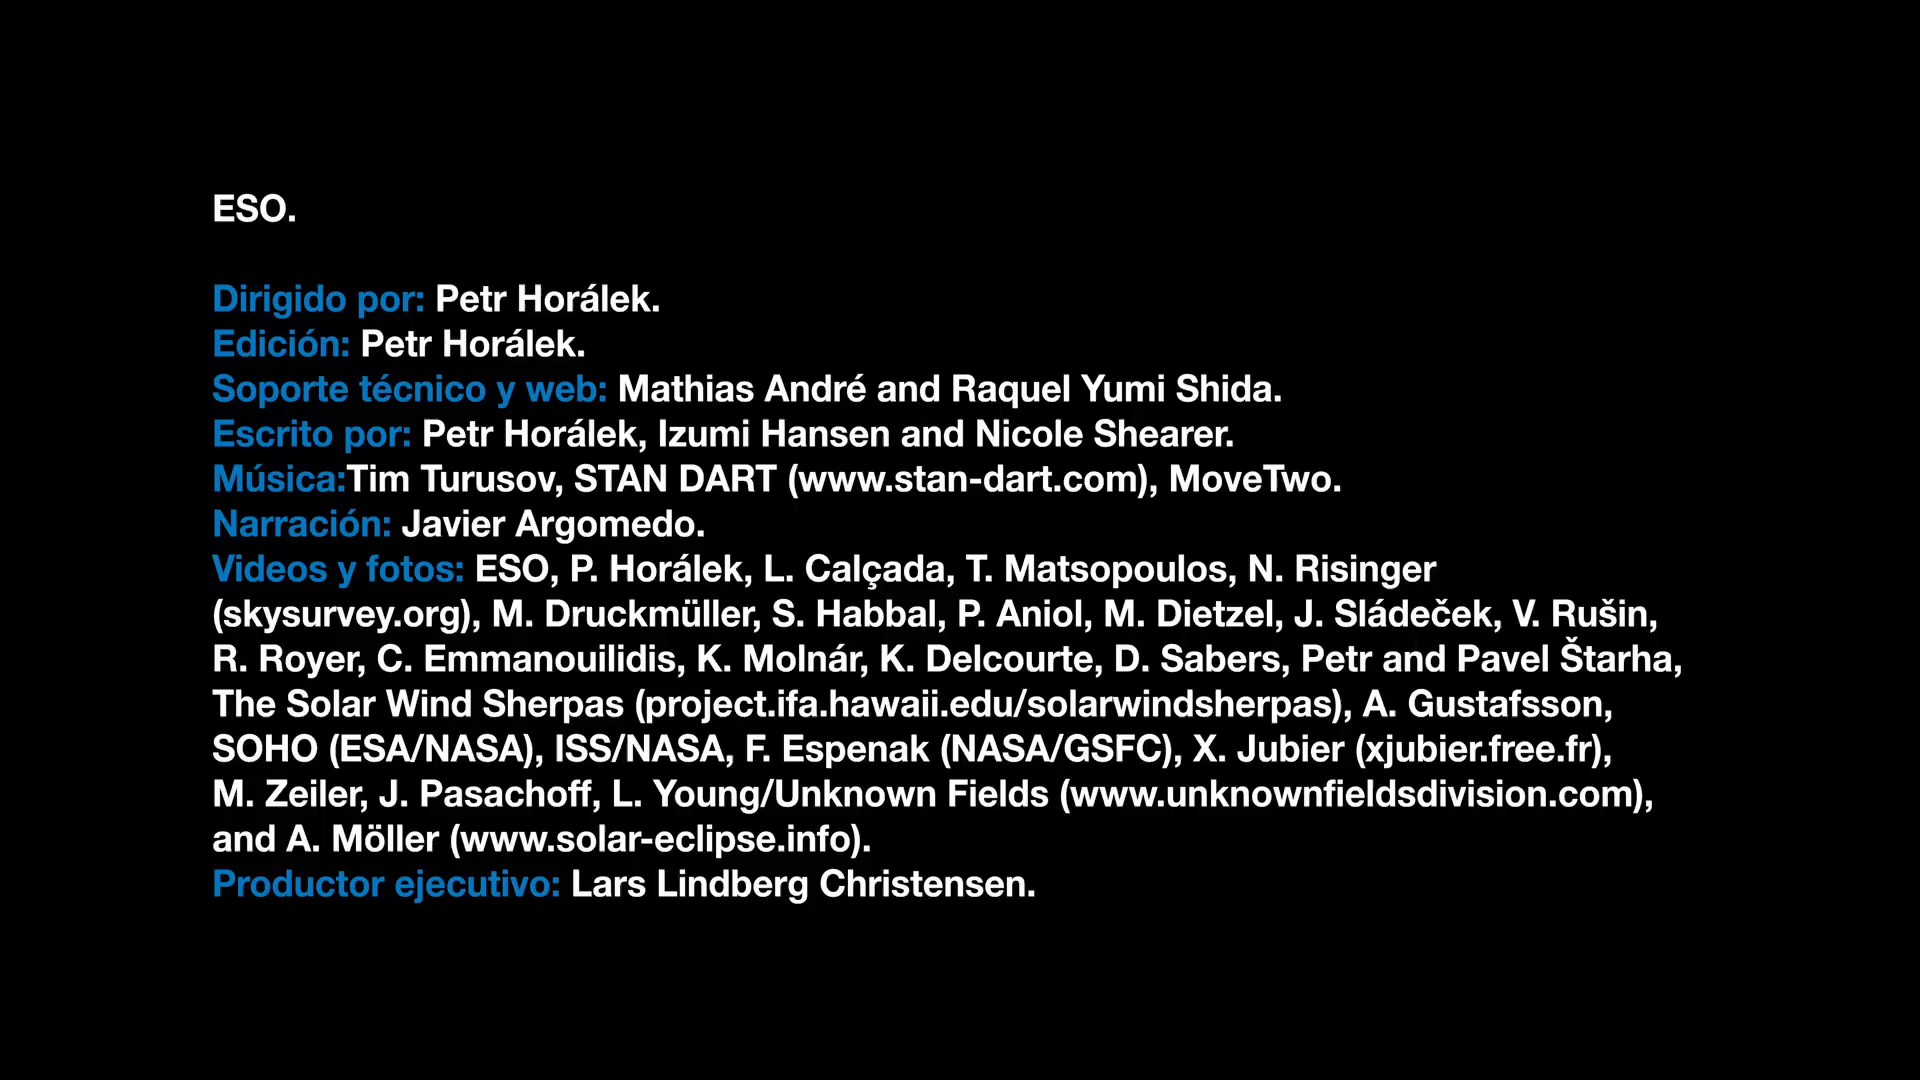 ESO.
Dirigido por: Petr Horálek.
Edición: Petr Horálek.
Soporte técnico y web: Mathias André and Raquel Yumi Shida.
Escrito por: Petr Horálek, Izumi Hansen and Nicole Shearer.
Música:Tim Turusov, STAN DART (www.stan-dart.com), MoveTwo.
Narración: Javier Argomedo.
Videos y fotos: ESO, P. Horálek, L. Calçada, T. Matsopoulos, N. Risinger
(skysurvey.org), M. Druckmüller, S. Habbal, P. Aniol, M. Dietzel, J. Sládeček, V. Rušin,
R. Royer, C. Emmanouilidis, K. Molnár, K. Delcourte, D. Sabers, Petr and Pavel Štarha,
The Solar Wind Sherpas (project.ifa.hawaii.edu/solarwindsherpas), A. Gustafsson,
SOHO (ESA/NASA), ISS/NASA, F. Espenak (NASA/GSFC), X. Jubier (xjubier.free.fr),
M. Zeiler, J. Pasachoff, L. Young/Unknown Fields (www.unknownfieldsdivision.com),
and A. Möller (www.solar-eclipse.info).
Productor ejecutivo: Lars Lindberg Christensen.